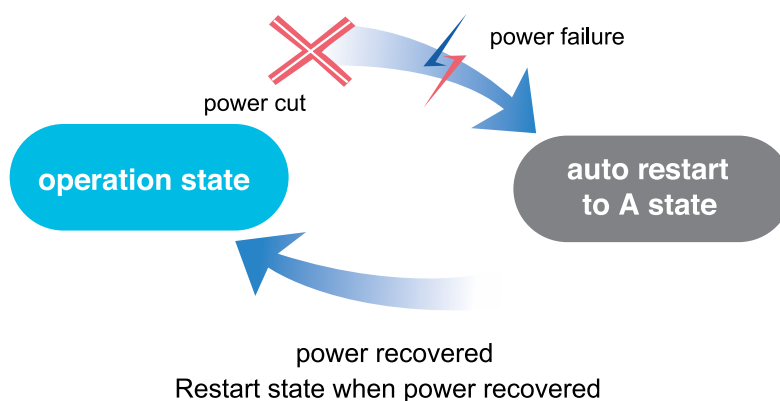 power failure
power cut
operation state
auto restart
to A state
power recovered
Restart state when power recovered